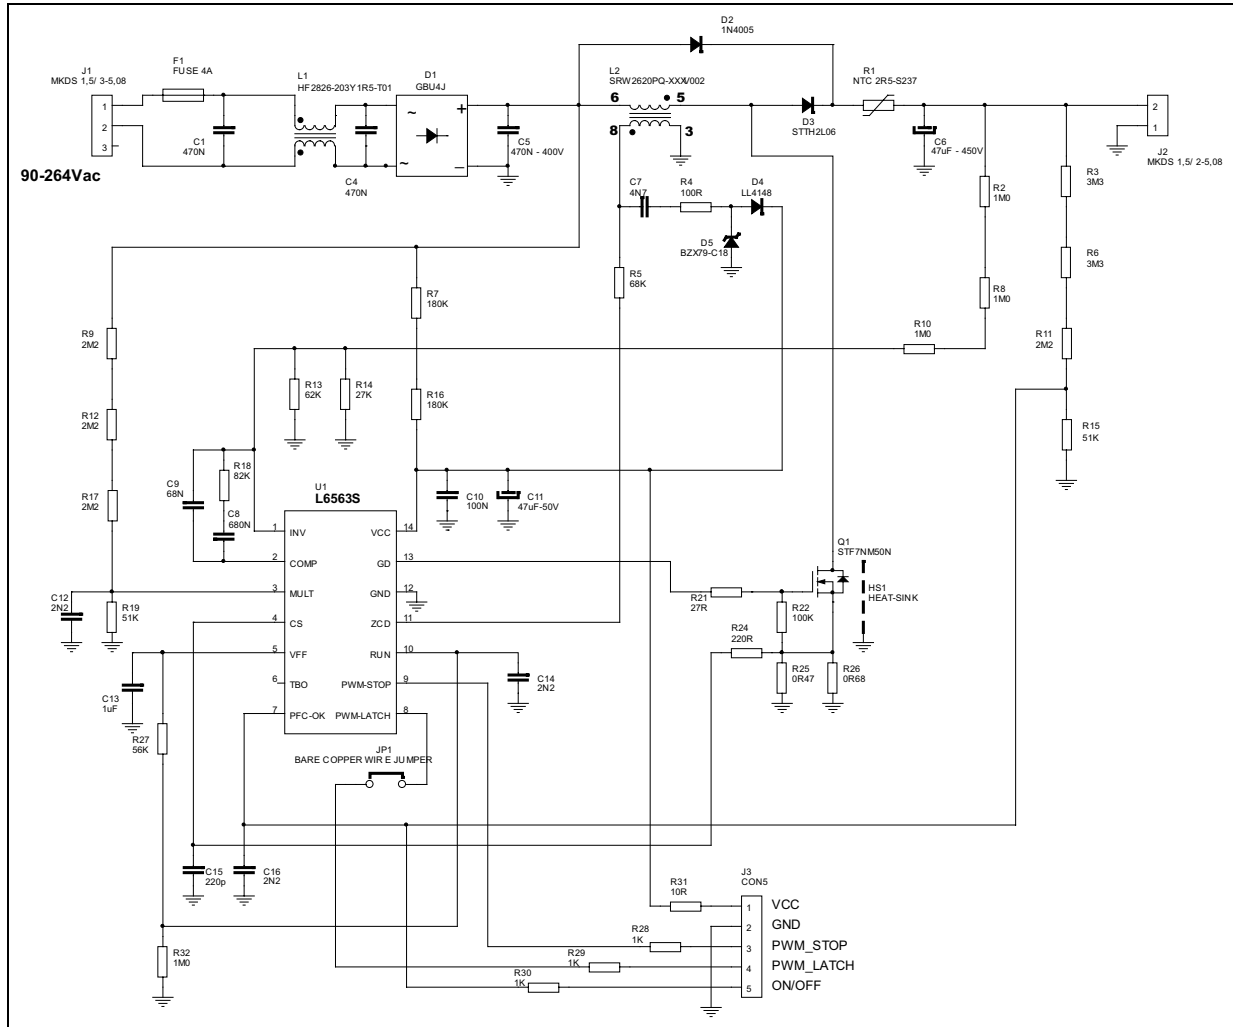 D2
1N4005
F1
FUSE 4A
J1
MKDS 1,5/ 3-5,08
1
2
3
L1
HF2826-203Y1R5-T01
D1
GBU4J
~
~
+
−
C1
470N
C4
470N
C5
470N - 400V
90-264Vac
L2
SRW2620PQ-XXXV002
6
5
8
3
D3
STTH2L06
R1
NTC 2R5-S237
C6
47uF - 450V
2
1
J2
MKDS 1,5/ 2-5,08
R2
1M0
R3
3M3
C7
4N7
R4
100R
D4
LL4148
D5
BZX79-C18
R5
68K
R6
3M3
R7
180K
R8
1M0
R9
2M2
R10
1M0
R11
2M2
R13
62K
R14
27K
R16
180K
R12
2M2
R15
51K
R17
2M2
C9
68N
R18
82K
C8
680N
C10
100N
C11
47uF-50V
U1
L6563S
1
INV
VCC
14
2
COMP
GD
13
3
MULT
GND
12
4
CS
ZCD
11
5
VFF
RUN
10
6
TBO
PWM-STOP
9
7
PFC-OK
PWM-LATCH
8
Q1
STF7NM50N
HS1
HEAT-SINK
C12
2N2
R19
51K
R21
27R
R22
100K
R24
220R
R25
0R47
R26
0R68
C13
1uF
C14
2N2
R27
56K
JP1
BARE COPPER WIRE JUMPER
C15
220p
C16
2N2
R32
1M0
R31
10R
R28
1K
R29
1K
R30
1K
J3
CON5
1
VCC
2
GND
3
PWM_STOP
4
PWM_LATCH
5
ON/OFF